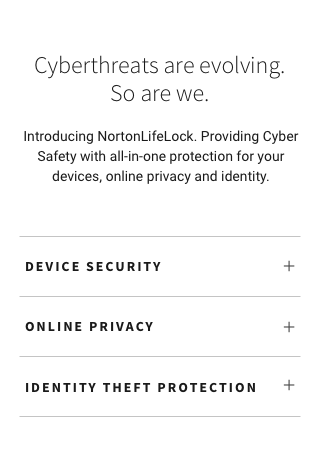 Cyberthreats are evolving.
So are we.
Introducing NortonLifeLock. Providing Cyber
Safety with all-in-one protection for your
devices, online privacy and identity.
DEVICE SECURITY +
ONLINE PRIVACY +
IDENTITY THEFT PROTECTION +